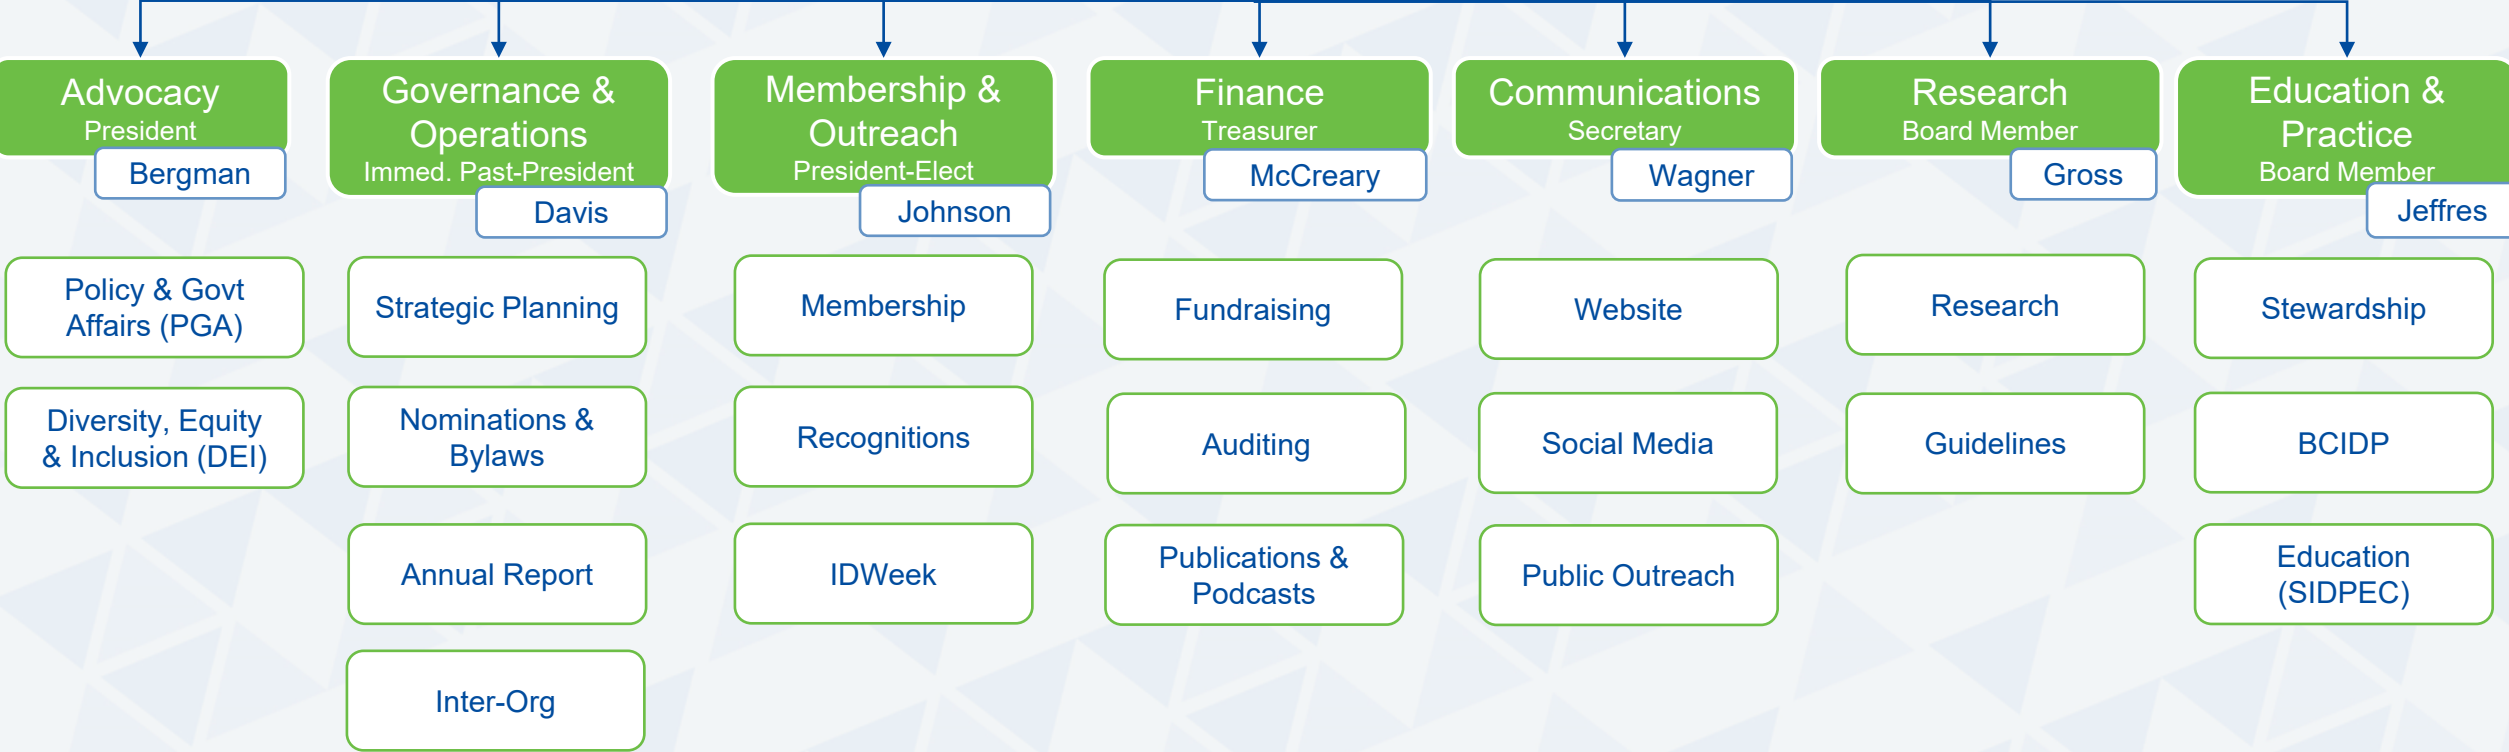 Advocacy
President
Bergman
Policy & Govt
Affairs (PGA)
Diversity, Equity
& Inclusion (DEI)
Governance &
Operations
Immed. Past-President
Davis
Strategic Planning
Nominations &
Bylaws
Annual Report
Inter-Org
Membership &
Outreach
President-Elect
Johnson
Membership
Recognitions
IDWeek
Finance
Treasurer
McCreary
Fundraising
Auditing
Publications &
Podcasts
Communications
Secretary
Wagner
Website
Social Media
Public Outreach
Research
Board Member
Gross
Research
Guidelines
Education &
Practice
Board Member
Jeffres
Stewardship
BCIDP
Education
(SIDPEC)